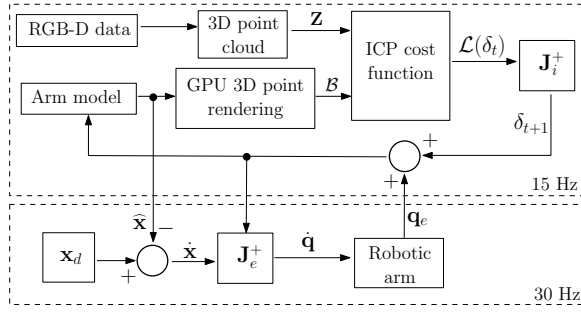 RGB-D data
3D point
cloud
Z
ICP cost
function
ℒ(δ_t)
J_i^+
Arm model
GPU 3D point
rendering
ℬ
δ_{t+1}
+
+
15 Hz
x̂
−
q_e
x_d
+
ẋ
J_e^+
q̇
Robotic
arm
30 Hz